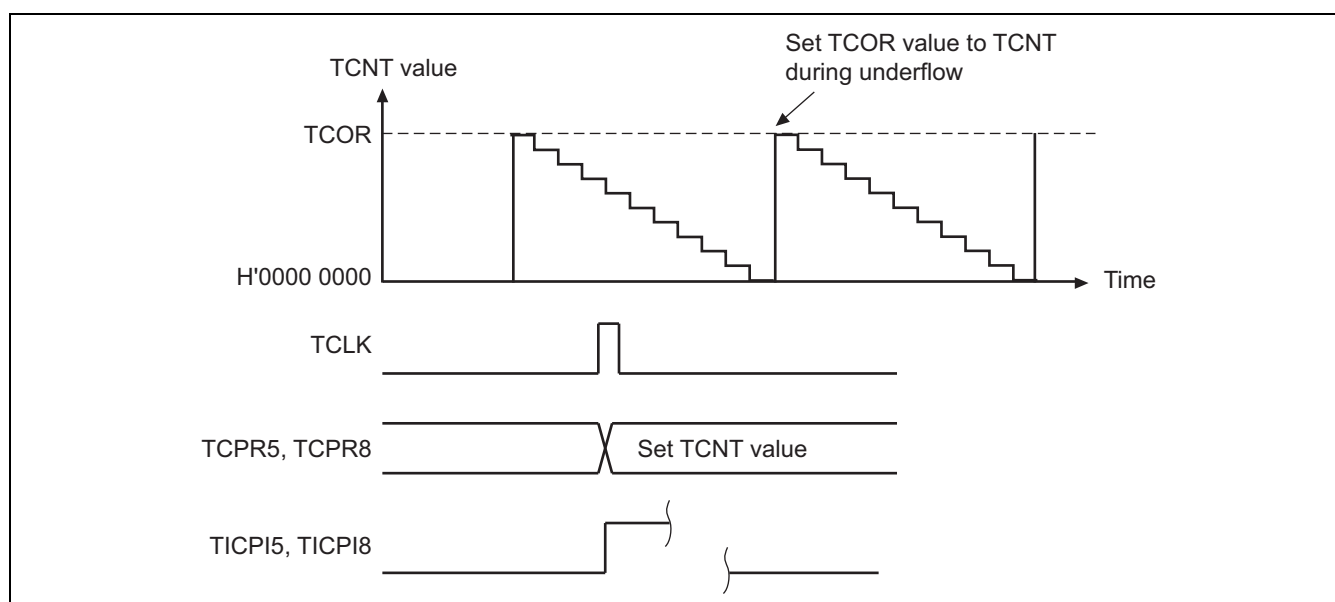 Set TCOR value to TCNT
during underflow
TCNT value
TCOR
H'0000 0000
Time
TCLK
TCPR5, TCPR8
Set TCNT value
TICPI5, TICPI8